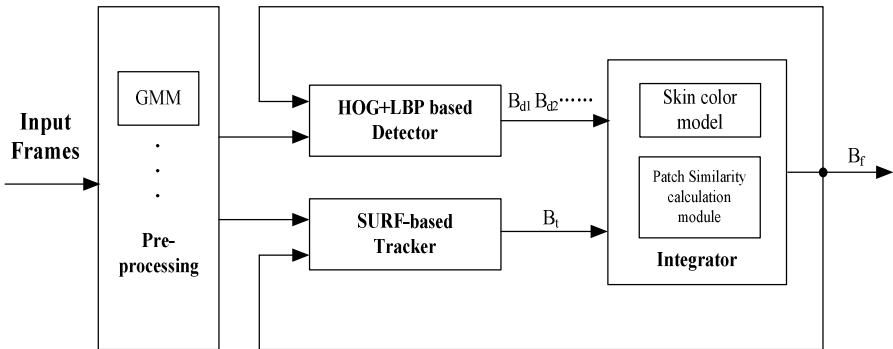 Input
Frames
GMM
.
.
.
Pre-
processing
HOG+LBP based
Detector
SURF-based
Tracker
Bd1 Bd2......
Bt
Skin color
model
Patch Similarity
calculation
module
Integrator
Bf